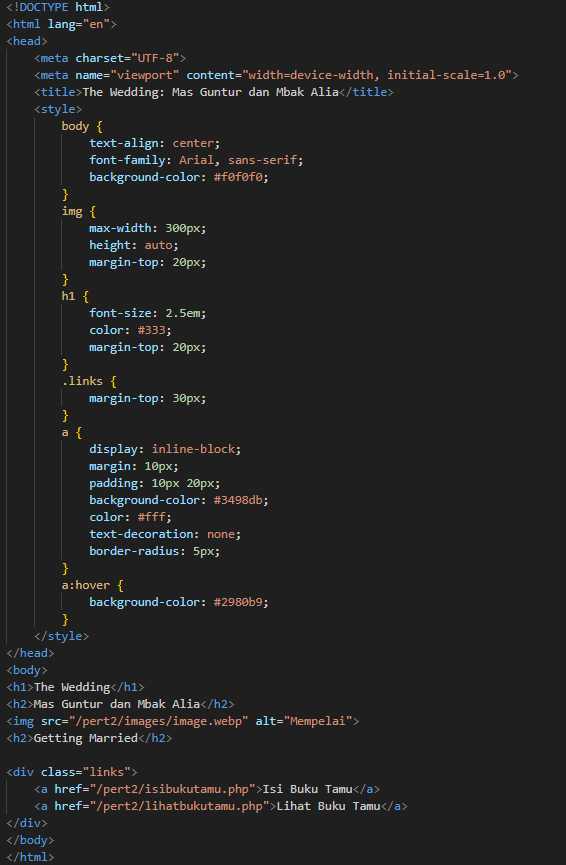 <!DOCTYPE html>
<html lang="en">
<head>
    <meta charset="UTF-8">
    <meta name="viewport" content="width=device-width, initial-scale=1.0">
    <title>The Wedding: Mas Guntur dan Mbak Alia</title>
    <style>
        body {
            text-align: center;
            font-family: Arial, sans-serif;
            background-color: #f0f0f0;
        }
        img {
            max-width: 300px;
            height: auto;
            margin-top: 20px;
        }
        h1 {
            font-size: 2.5em;
            color: #333;
            margin-top: 20px;
        }
        .links {
            margin-top: 30px;
        }
        a {
            display: inline-block;
            margin: 10px;
            padding: 10px 20px;
            background-color: #3498db;
            color: #fff;
            text-decoration: none;
            border-radius: 5px;
        }
        a:hover {
            background-color: #2980b9;
        }
    </style>
</head>
<body>
<h1>The Wedding</h1>
<h2>Mas Guntur dan Mbak Alia</h2>
<img src="/pert2/images/image.webp" alt="Mempelai">
<h2>Getting Married</h2>

<div class="links">
    <a href="/pert2/isibukutamu.php">Isi Buku Tamu</a>
    <a href="/pert2/lihatbukutamu.php">Lihat Buku Tamu</a>
</div>
</body>
</html>